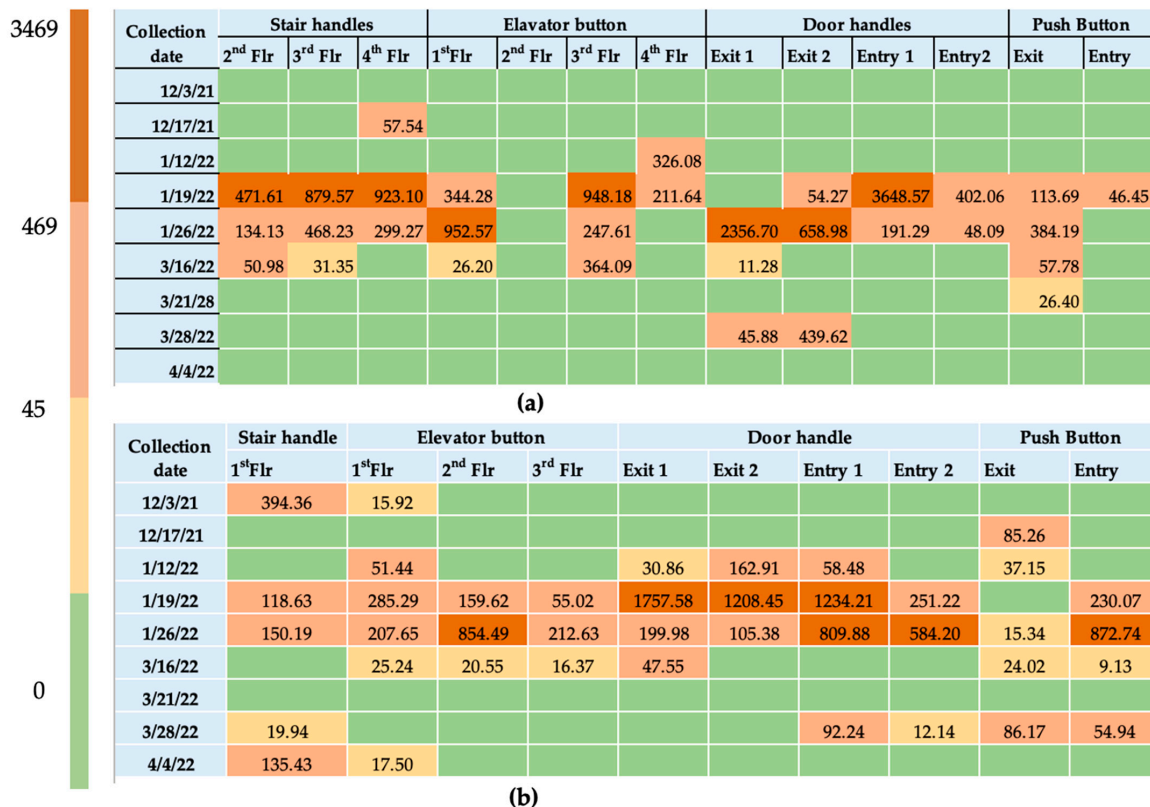 3469
469
45
0
Collection date Stair handles Elavator button Door handles Push Button
2nd Flr 3rd Flr 4th Flr 1stFlr 2nd Flr 3rd Flr 4th Flr Exit 1 Exit 2 Entry 1 Entry2 Exit Entry
12/3/21
12/17/21 57.54
1/12/22 326.08
1/19/22 471.61 879.57 923.10 344.28 948.18 211.64 54.27 3648.57 402.06 113.69 46.45
1/26/22 134.13 468.23 299.27 952.57 247.61 2356.70 658.98 191.29 48.09 384.19
3/16/22 50.98 31.35 26.20 364.09 11.28 57.78
3/21/28 26.40
3/28/22 45.88 439.62
4/4/22
(a)
Collection date Stair handle Elevator button Door handle Push Button
1stFlr 1stFlr 2nd Flr 3rd Flr Exit 1 Exit 2 Entry 1 Entry 2 Exit Entry
12/3/21 394.36 15.92
12/17/21 85.26
1/12/22 51.44 30.86 162.91 58.48 37.15
1/19/22 118.63 285.29 159.62 55.02 1757.58 1208.45 1234.21 251.22 230.07
1/26/22 150.19 207.65 854.49 212.63 199.98 105.38 809.88 584.20 15.34 872.74
3/16/22 25.24 20.55 16.37 47.55 24.02 9.13
3/21/22
3/28/22 19.94 92.24 12.14 86.17 54.94
4/4/22 135.43 17.50
(b)